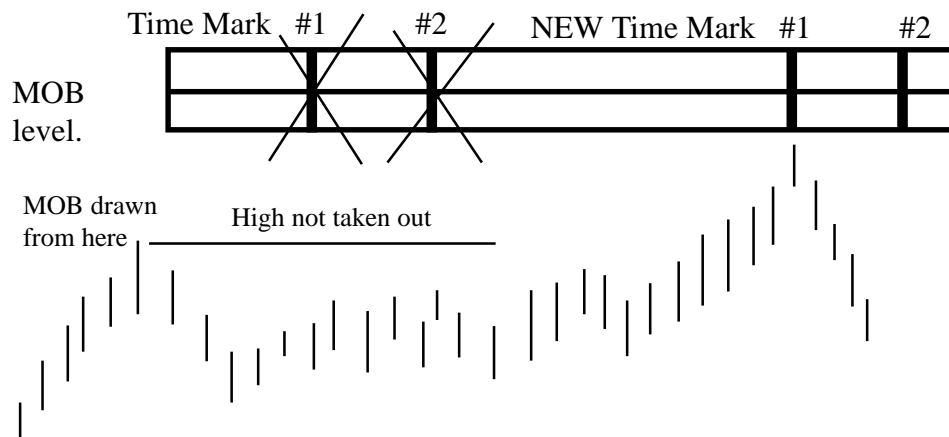 Time Mark #1 #2 NEW Time Mark #1 #2
MOB
level.
MOB drawn
from here
High not taken out